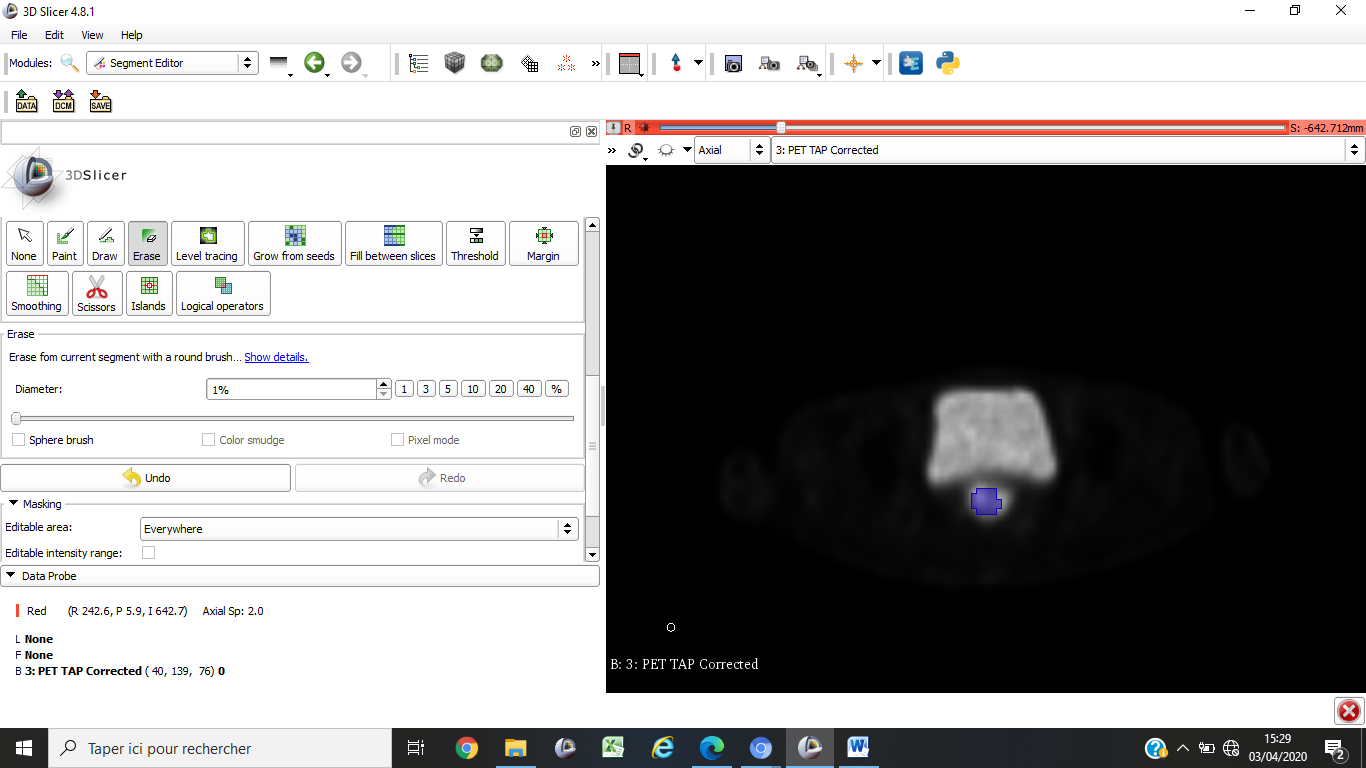 3D Slicer 4.8.1
File Edit View Help
Modules: Segment Editor
DATA DCM SAVE
R S: -642.712mm
Axial 3: PET TAP Corrected
3DSlicer
None Paint Draw Erase Level tracing Grow from seeds Fill between slices Threshold Margin
Smoothing Scissors Islands Logical operators
Erase
Erase fom current segment with a round brush... Show details.
Diameter: 1% 1 3 5 10 20 40 %
Sphere brush Color smudge Pixel mode
Undo Redo
Masking
Editable area: Everywhere
Editable intensity range:
Data Probe
Red (R 242.6, P 5.9, I 642.7) Axial Sp: 2.0
L None
F None
B 3: PET TAP Corrected ( 40, 139, 76) 0
B: 3: PET TAP Corrected
Taper ici pour rechercher
15:29
03/04/2020
2